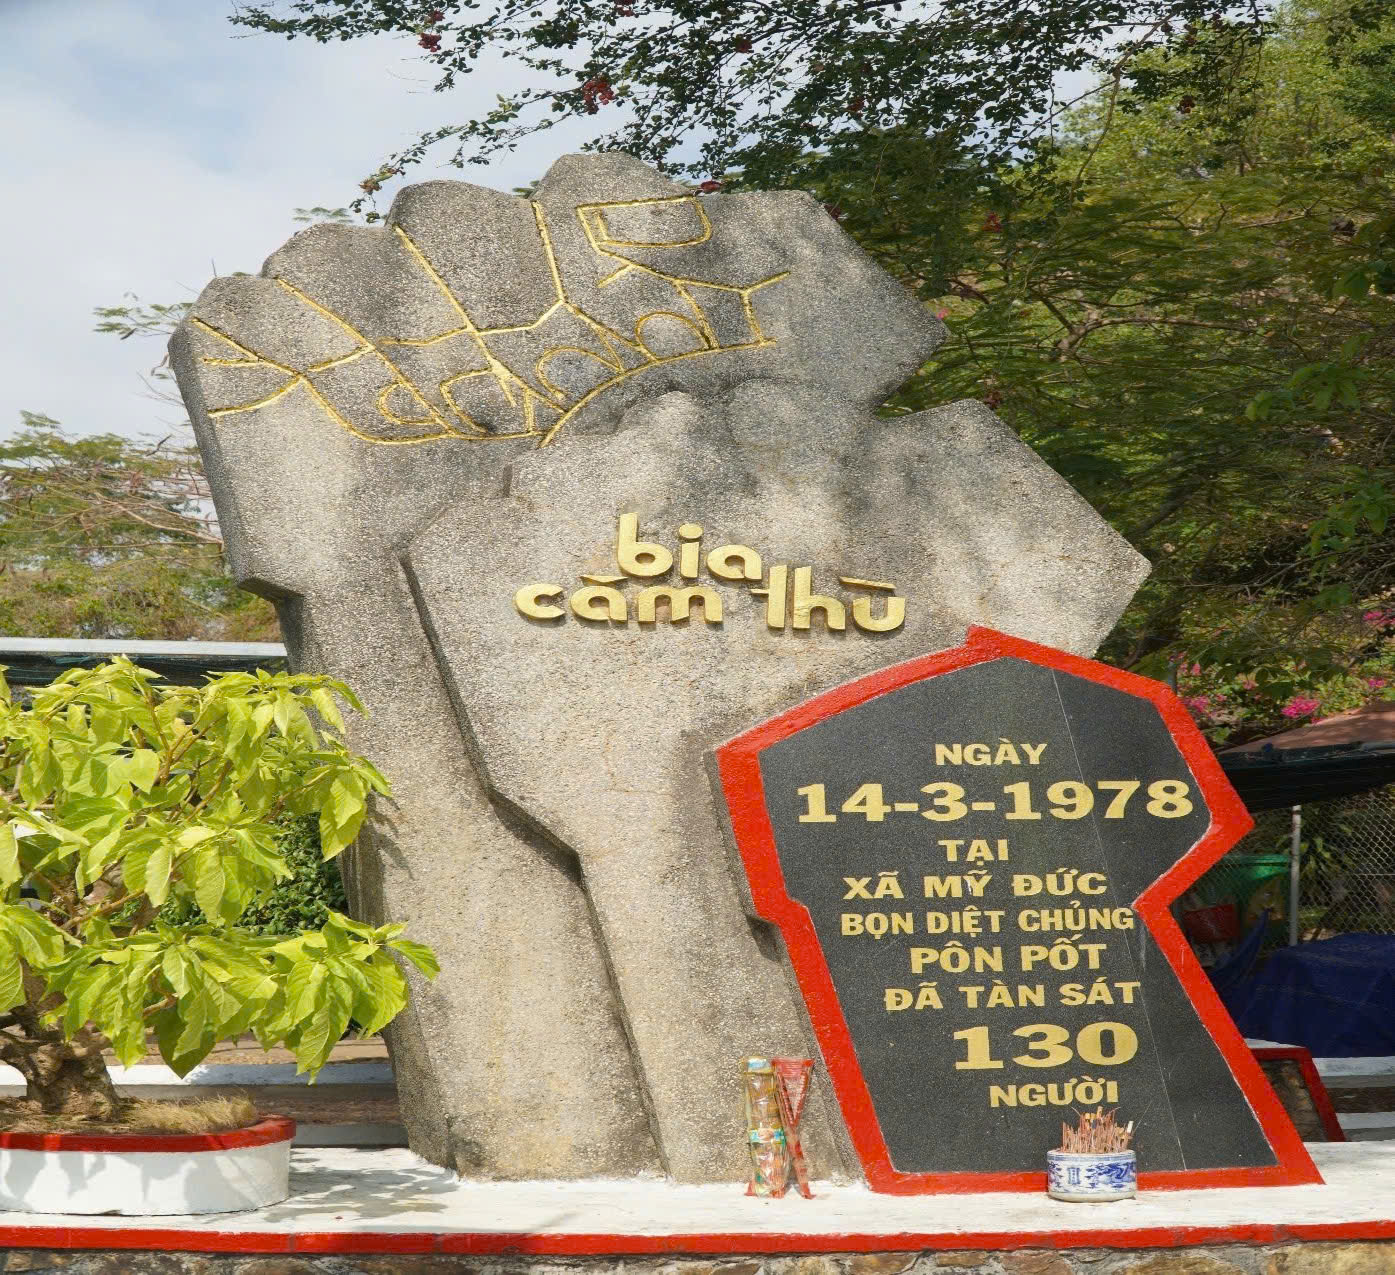 bia
căm thù
NGÀY
14-3-1978
TẠI
XÃ MỸ ĐỨC
BỌN DIỆT CHỦNG
PÔN PỐT
ĐÃ TÀN SÁT
130
NGƯỜI